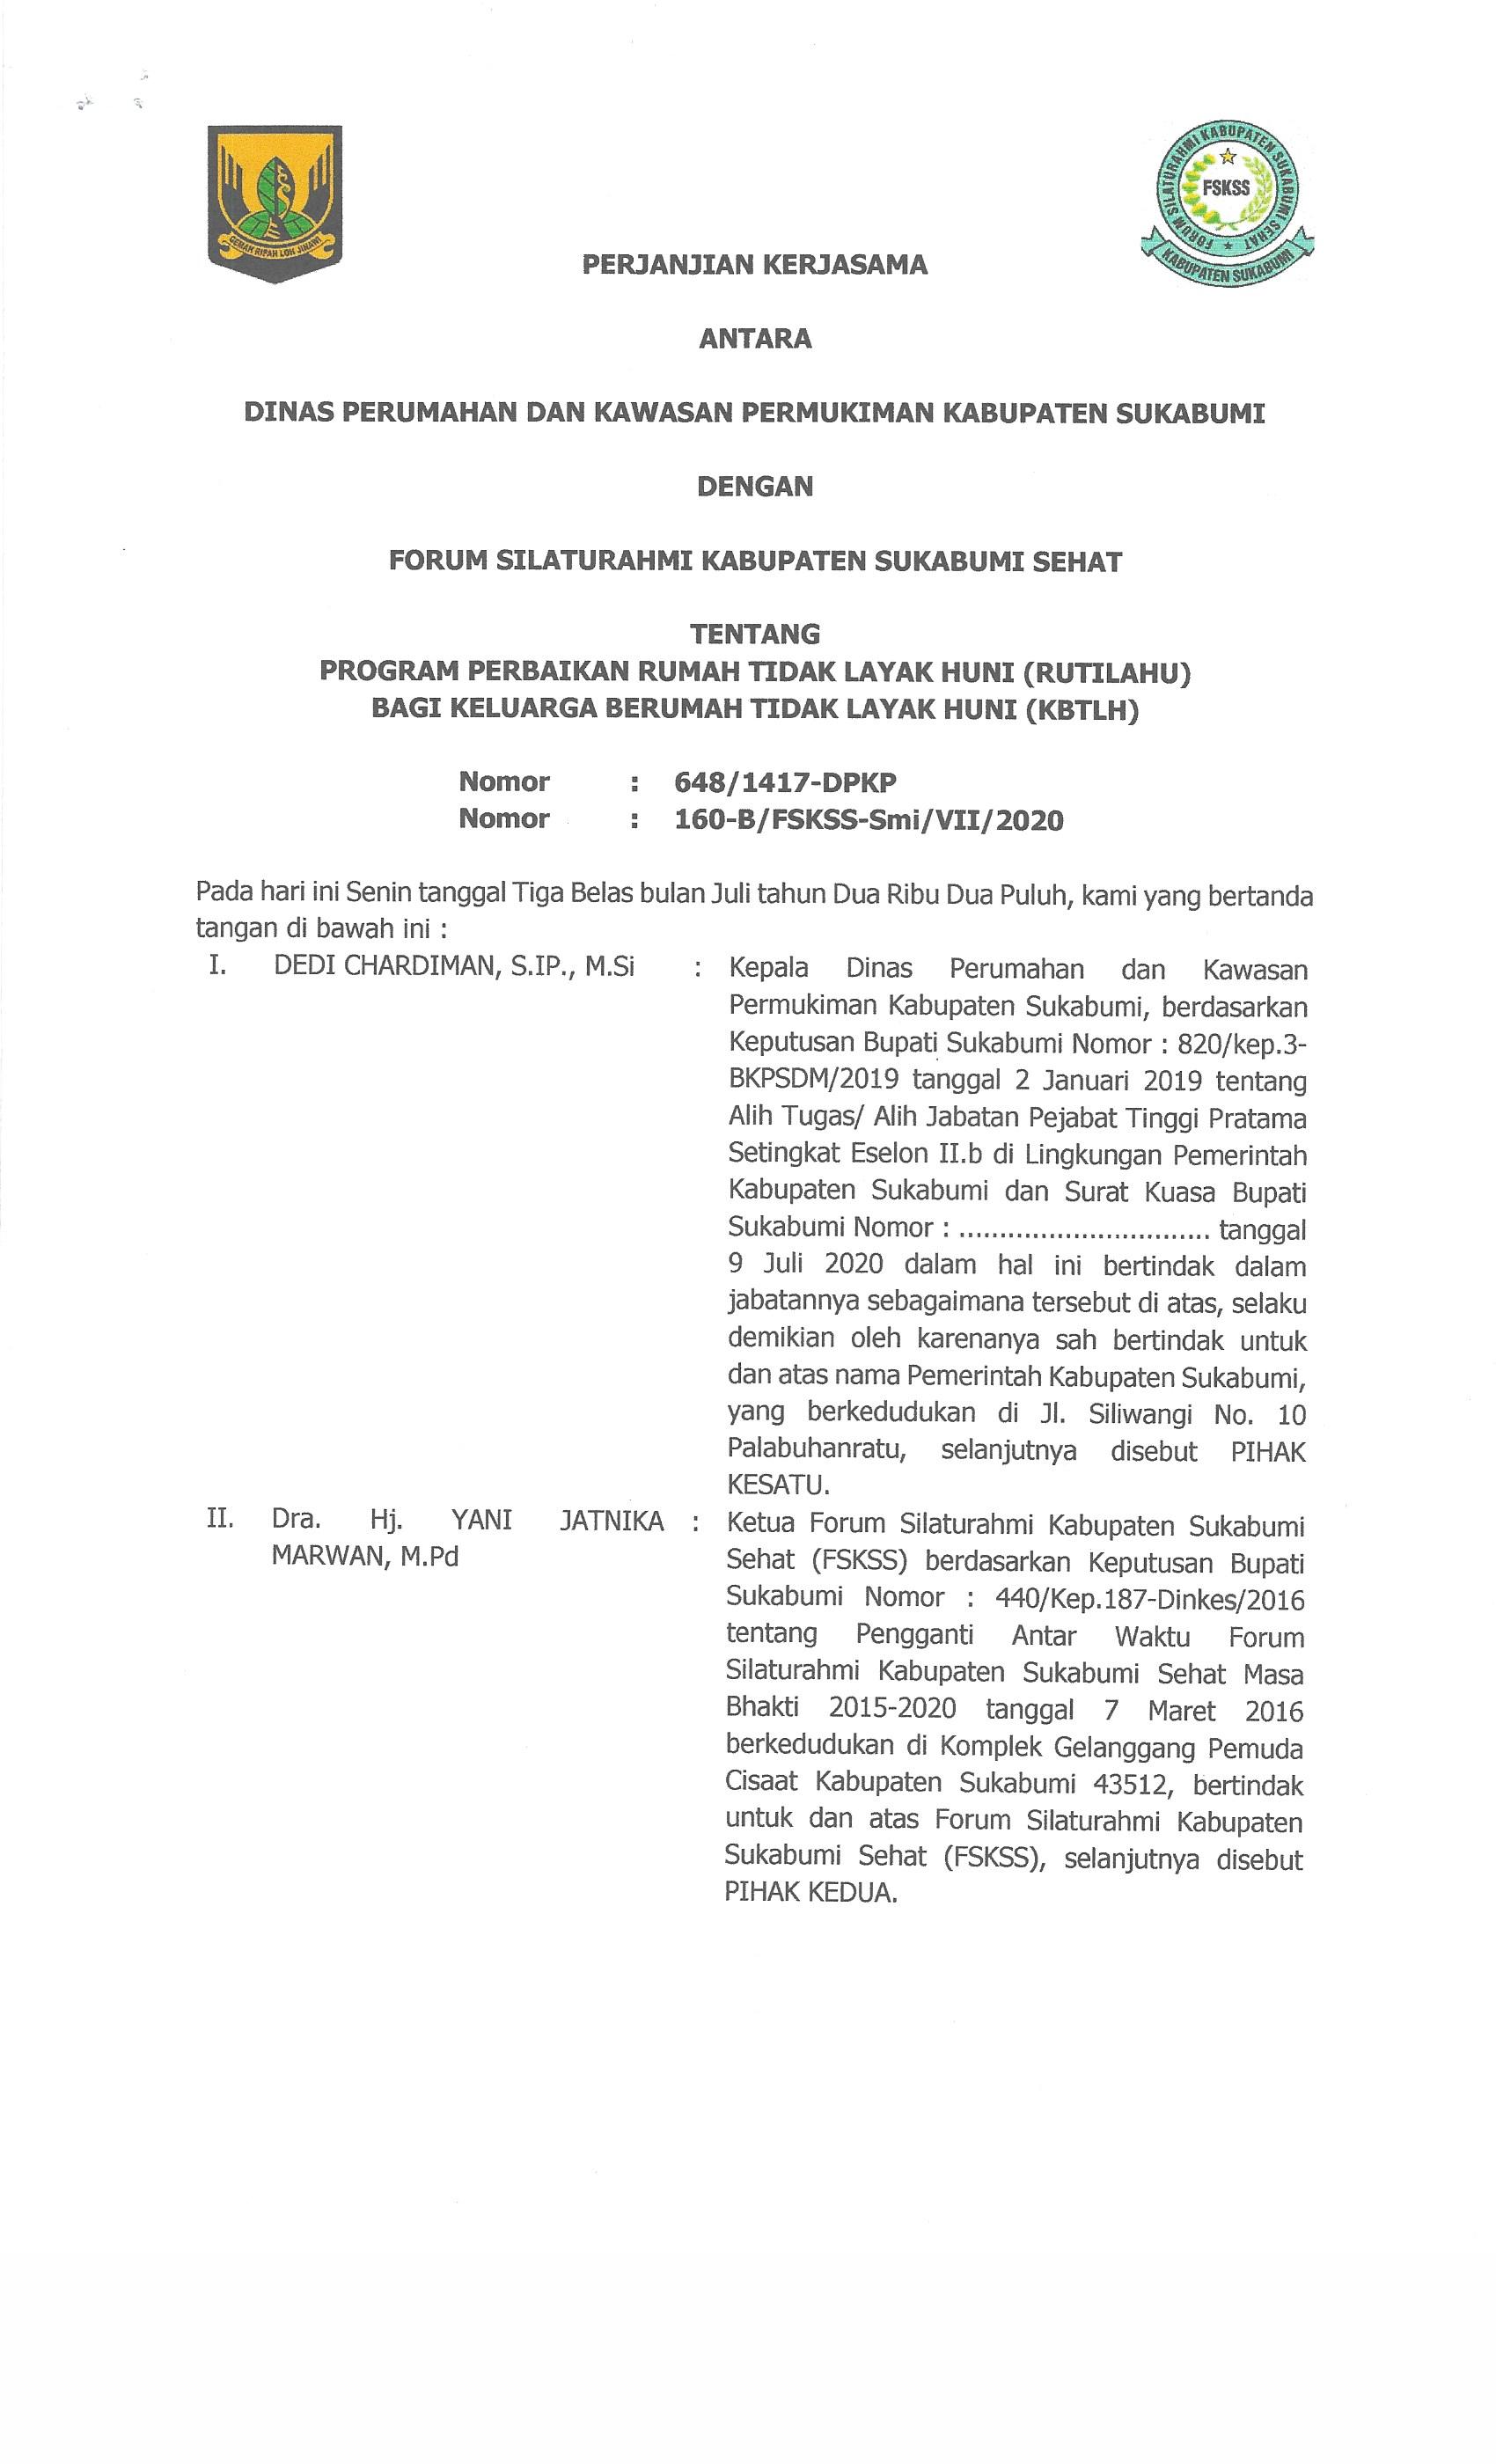 GEMAH RIPAH LOH JINAWI
FORUM SILATURAHMI KABUPATEN SUKABUMI SEHAT
FSKSS
KABUPATEN SUKABUMI
PERJANJIAN KERJASAMA
ANTARA
DINAS PERUMAHAN DAN KAWASAN PERMUKIMAN KABUPATEN SUKABUMI
DENGAN
FORUM SILATURAHMI KABUPATEN SUKABUMI SEHAT
TENTANG
PROGRAM PERBAIKAN RUMAH TIDAK LAYAK HUNI (RUTILAHU)
BAGI KELUARGA BERUMAH TIDAK LAYAK HUNI (KBTLH)
Nomor : 648/1417-DPKP
Nomor : 160-B/FSKSS-Smi/VII/2020
Pada hari ini Senin tanggal Tiga Belas bulan Juli tahun Dua Ribu Dua Puluh, kami yang bertanda
tangan di bawah ini :
I. DEDI CHARDIMAN, S.IP., M.Si : Kepala Dinas Perumahan dan Kawasan
Permukiman Kabupaten Sukabumi, berdasarkan
Keputusan Bupati Sukabumi Nomor : 820/kep.3-
BKPSDM/2019 tanggal 2 Januari 2019 tentang
Alih Tugas/ Alih Jabatan Pejabat Tinggi Pratama
Setingkat Eselon II.b di Lingkungan Pemerintah
Kabupaten Sukabumi dan Surat Kuasa Bupati
Sukabumi Nomor : ............................... tanggal
9 Juli 2020 dalam hal ini bertindak dalam
jabatannya sebagaimana tersebut di atas, selaku
demikian oleh karenanya sah bertindak untuk
dan atas nama Pemerintah Kabupaten Sukabumi,
yang berkedudukan di Jl. Siliwangi No. 10
Palabuhanratu, selanjutnya disebut PIHAK
KESATU.
II. Dra. Hj. YANI JATNIKA : Ketua Forum Silaturahmi Kabupaten Sukabumi
MARWAN, M.Pd Sehat (FSKSS) berdasarkan Keputusan Bupati
Sukabumi Nomor : 440/Kep.187-Dinkes/2016
tentang Pengganti Antar Waktu Forum
Silaturahmi Kabupaten Sukabumi Sehat Masa
Bhakti 2015-2020 tanggal 7 Maret 2016
berkedudukan di Komplek Gelanggang Pemuda
Cisaat Kabupaten Sukabumi 43512, bertindak
untuk dan atas Forum Silaturahmi Kabupaten
Sukabumi Sehat (FSKSS), selanjutnya disebut
PIHAK KEDUA.